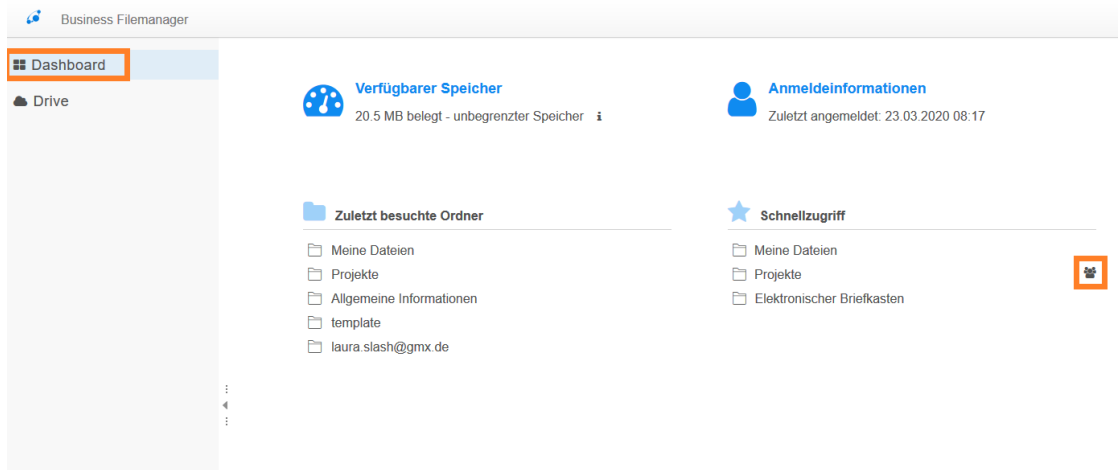 Business Filemanager
Dashboard
Drive
Verfügbarer Speicher
20.5 MB belegt - unbegrenzter Speicher i
Anmeldeinformationen
Zuletzt angemeldet: 23.03.2020 08:17
Zuletzt besuchte Ordner
Meine Dateien
Projekte
Allgemeine Informationen
template
laura.slash@gmx.de
Schnellzugriff
Meine Dateien
Projekte
Elektronischer Briefkasten